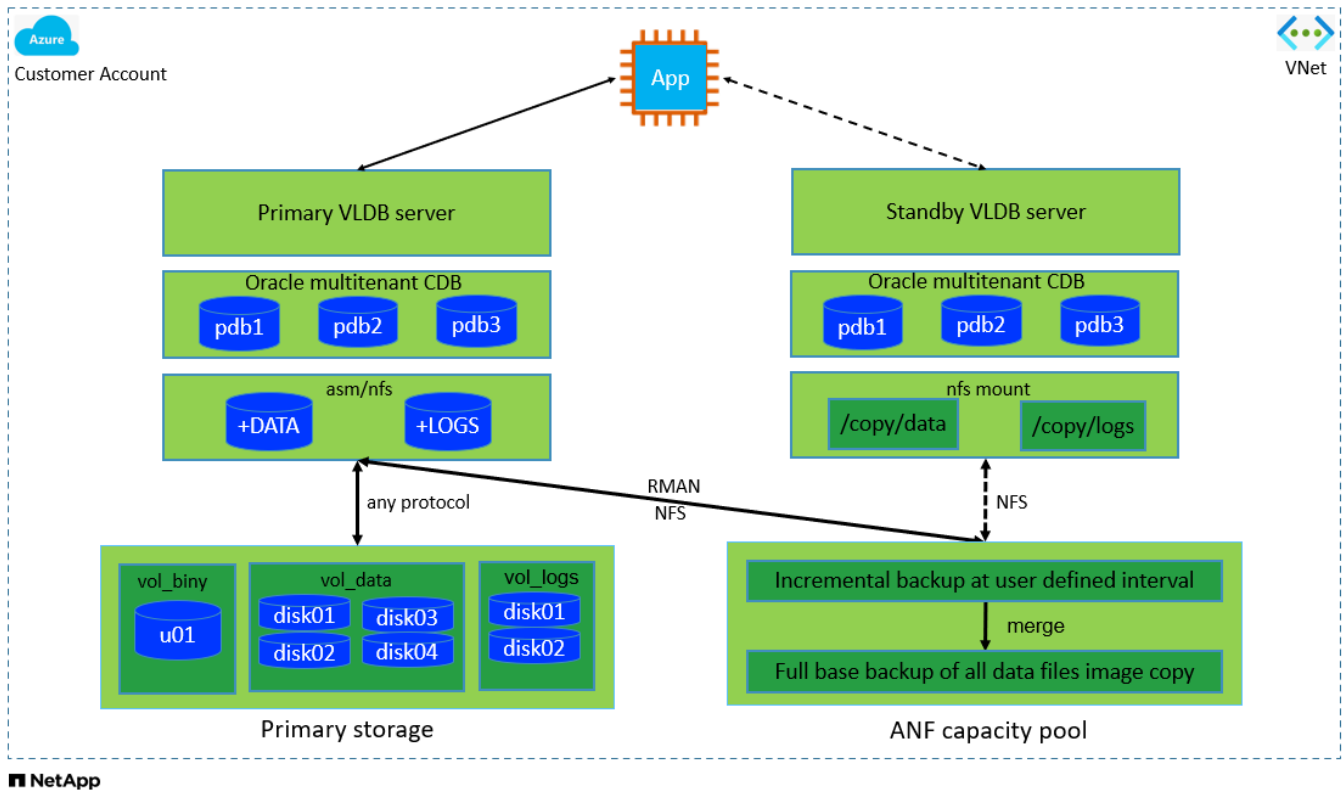 Azure
Customer Account
VNet
App
Primary VLDB server
Standby VLDB server
Oracle multitenant CDB
pdb1 pdb2 pdb3
Oracle multitenant CDB
pdb1 pdb2 pdb3
asm/nfs
+DATA +LOGS
nfs mount
/copy/data /copy/logs
any protocol
RMAN
NFS
NFS
vol_biny
u01
vol_data
disk01 disk03
disk02 disk04
vol_logs
disk01
disk02
Primary storage
Incremental backup at user defined interval
merge
Full base backup of all data files image copy
ANF capacity pool
NetApp